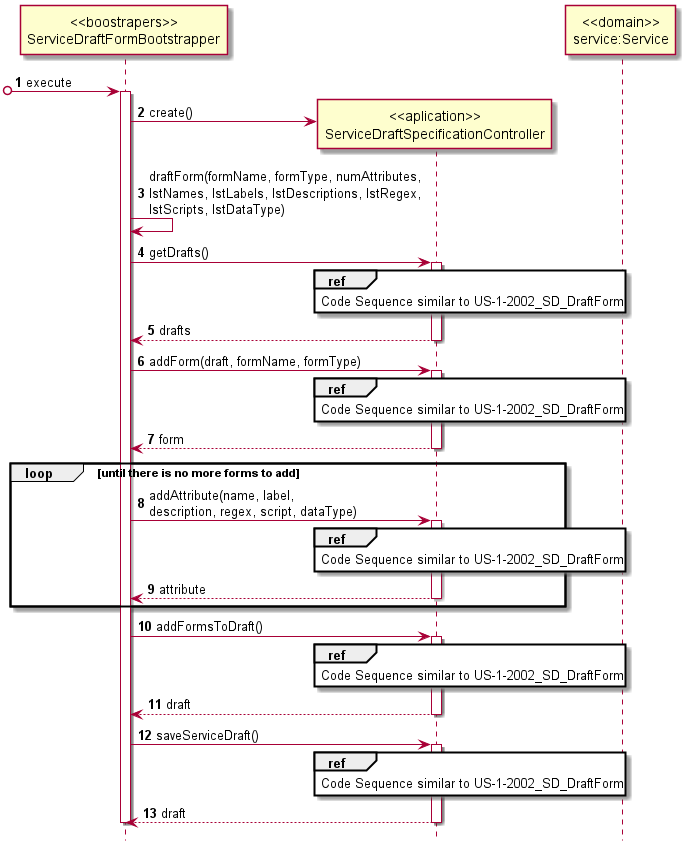 <<boostrapers>>
ServiceDraftFormBootstrapper
<<domain>>
service:Service
1 execute
2 create()
<<aplication>>
ServiceDraftSpecificationController
draftForm(formName, formType, numAttributes,
3 lstNames, lstLabels, lstDescriptions, lstRegex,
lstScripts, lstDataType)
4 getDrafts()
ref
Code Sequence similar to US-1-2002_SD_DraftForm
5 drafts
6 addForm(draft, formName, formType)
ref
Code Sequence similar to US-1-2002_SD_DraftForm
7 form
loop [until there is no more forms to add]
8 addAttribute(name, label,
description, regex, script, dataType)
ref
Code Sequence similar to US-1-2002_SD_DraftForm
9 attribute
10 addFormsToDraft()
ref
Code Sequence similar to US-1-2002_SD_DraftForm
11 draft
12 saveServiceDraft()
ref
Code Sequence similar to US-1-2002_SD_DraftForm
13 draft